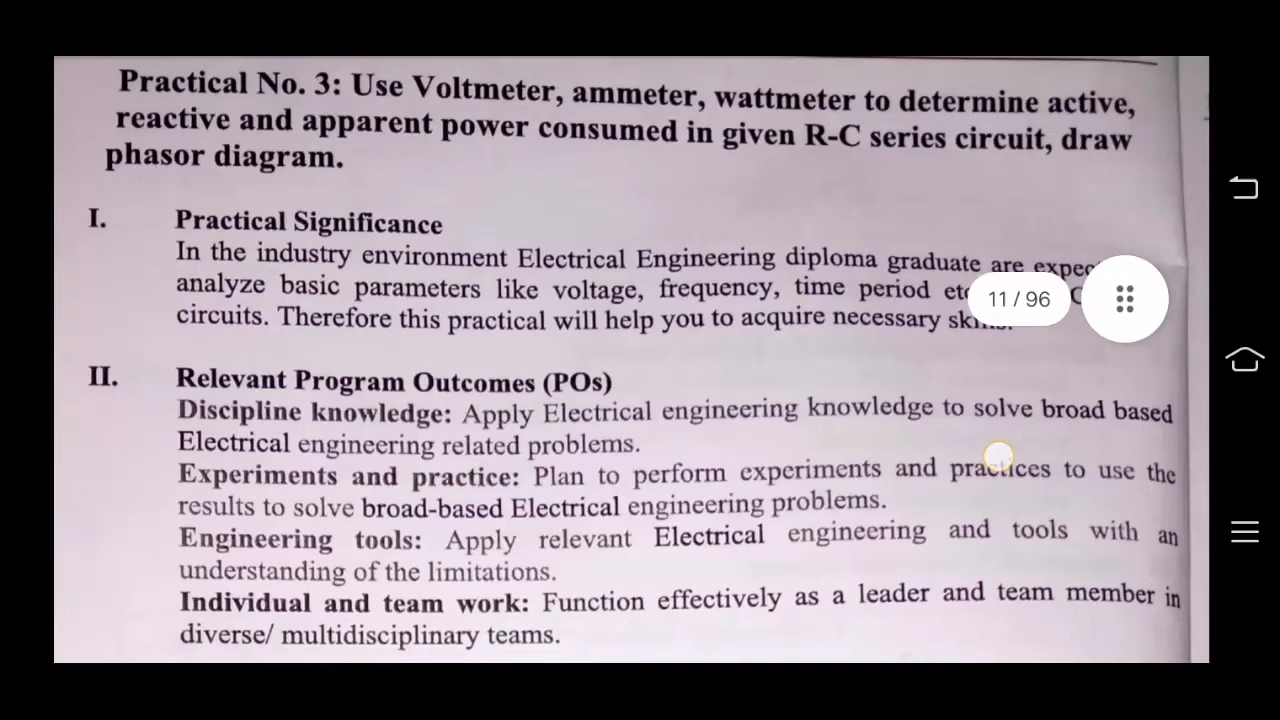 Practical No. 3: Use Voltmeter, ammeter, wattmeter to determine active,
reactive and apparent power consumed in given R-C series circuit, draw
phasor diagram.
I. Practical Significance
In the industry environment Electrical Engineering diploma graduate are
analyze basic parameters like voltage, frequency, time period
circuits. Therefore this practical will help you to acquire necessary
11 / 96
II. Relevant Program Outcomes (POs)
Discipline knowledge: Apply Electrical engineering knowledge to solve broad based
Electrical engineering related problems.
Experiments and practice: Plan to perform experiments and practices to use the
results to solve broad-based Electrical engineering problems.
Engineering tools: Apply relevant Electrical engineering and tools with an
understanding of the limitations.
Individual and team work: Function effectively as a leader and team member in
diverse/ multidisciplinary teams.